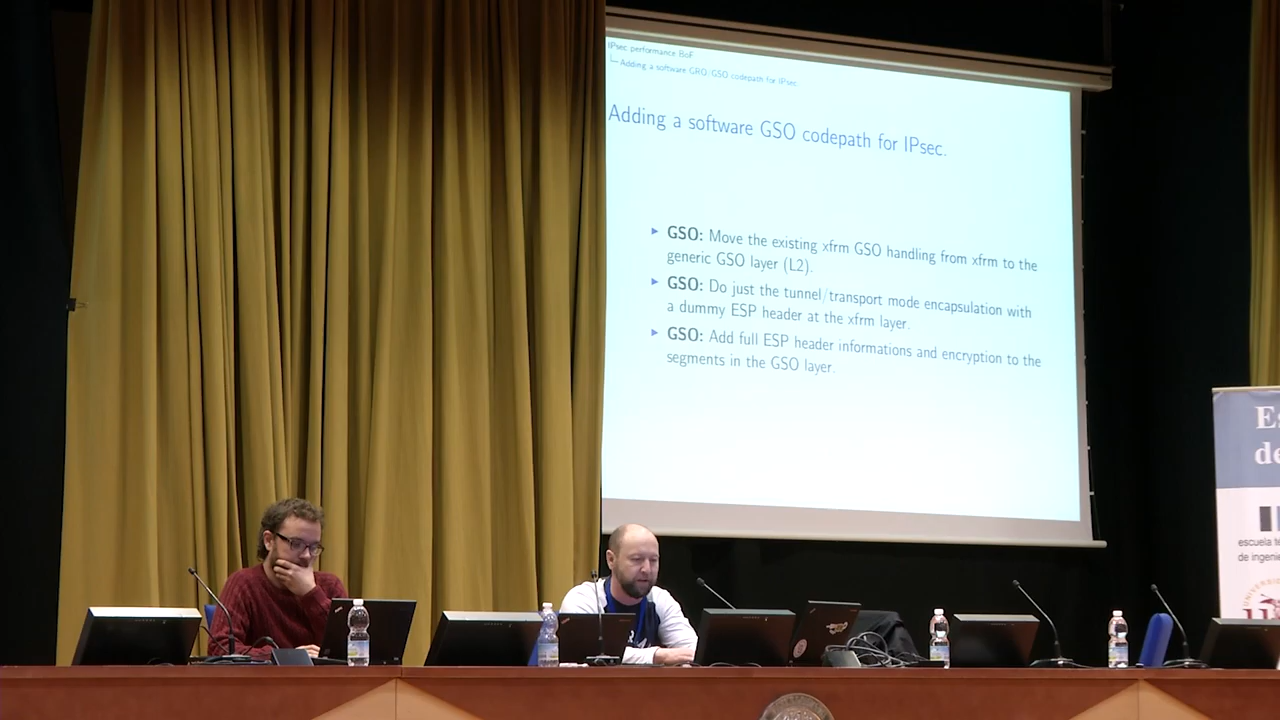 IPsec performance BoF
Adding a software GRO/GSO codepath for IPsec.
Adding a software GSO codepath for IPsec.
GSO: Move the existing xfrm GSO handling from xfrm to the
generic GSO layer (L2).
GSO: Do just the tunnel/transport mode encapsulation with
a dummy ESP header at the xfrm layer.
GSO: Add full ESP header informations and encryption to the
segments in the GSO layer.
de
escuela
de